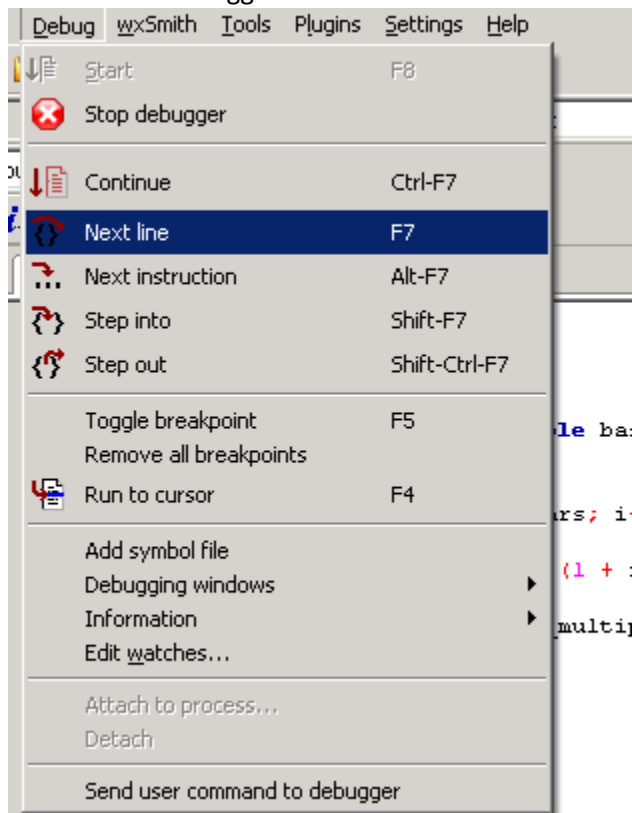 Debug wxSmith Tools Plugins Settings Help
Start F8
Stop debugger
Continue Ctrl-F7
Next line F7
Next instruction Alt-F7
Step into Shift-F7
Step out Shift-Ctrl-F7
Toggle breakpoint F5
Remove all breakpoints
Run to cursor F4
Add symbol file
Debugging windows
Information
Edit watches...
Attach to process...
Detach
Send user command to debugger
(1 +